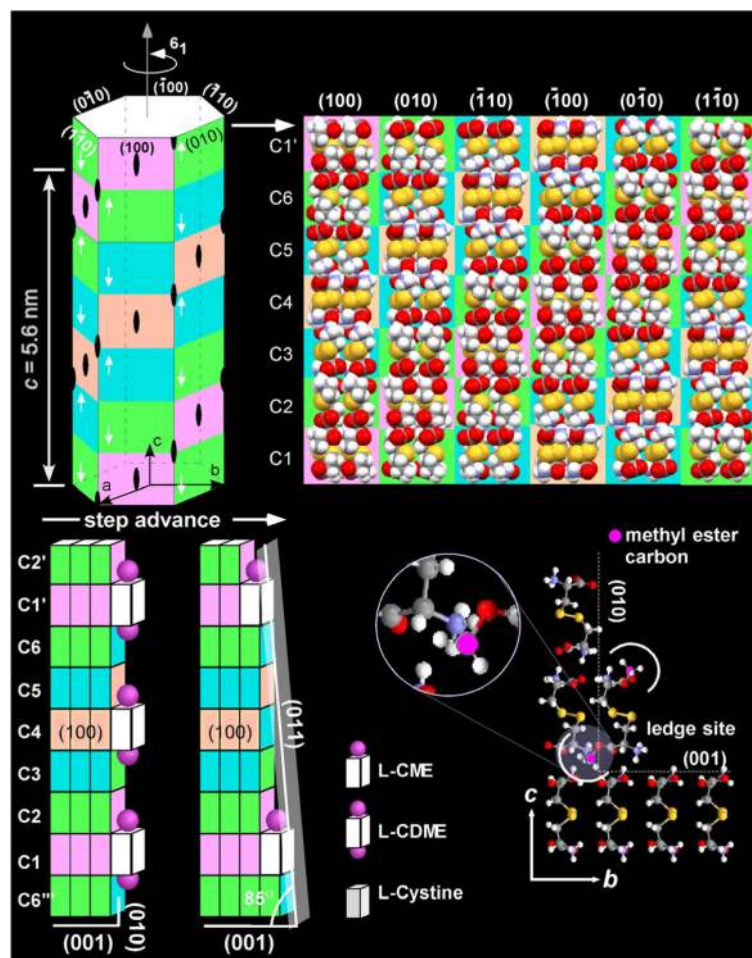 6₁
(01̄0) (1̄00) (1̄10)
(11̄0) (100) (010)
c = 5.6 nm
c
a b
(100) (010) (1̄10) (1̄00) (01̄0) (11̄0)
C1'
C6
C5
C4
C3
C2
C1
step advance
C2'
C1'
C6
C5
C4
C3
C2
C1
C6'''
(100)
(001)
(010)
(100)
(011)
85°
(001)
L-CME
L-CDME
L-Cystine
methyl ester
carbon
(010)
ledge site
(001)
c
b